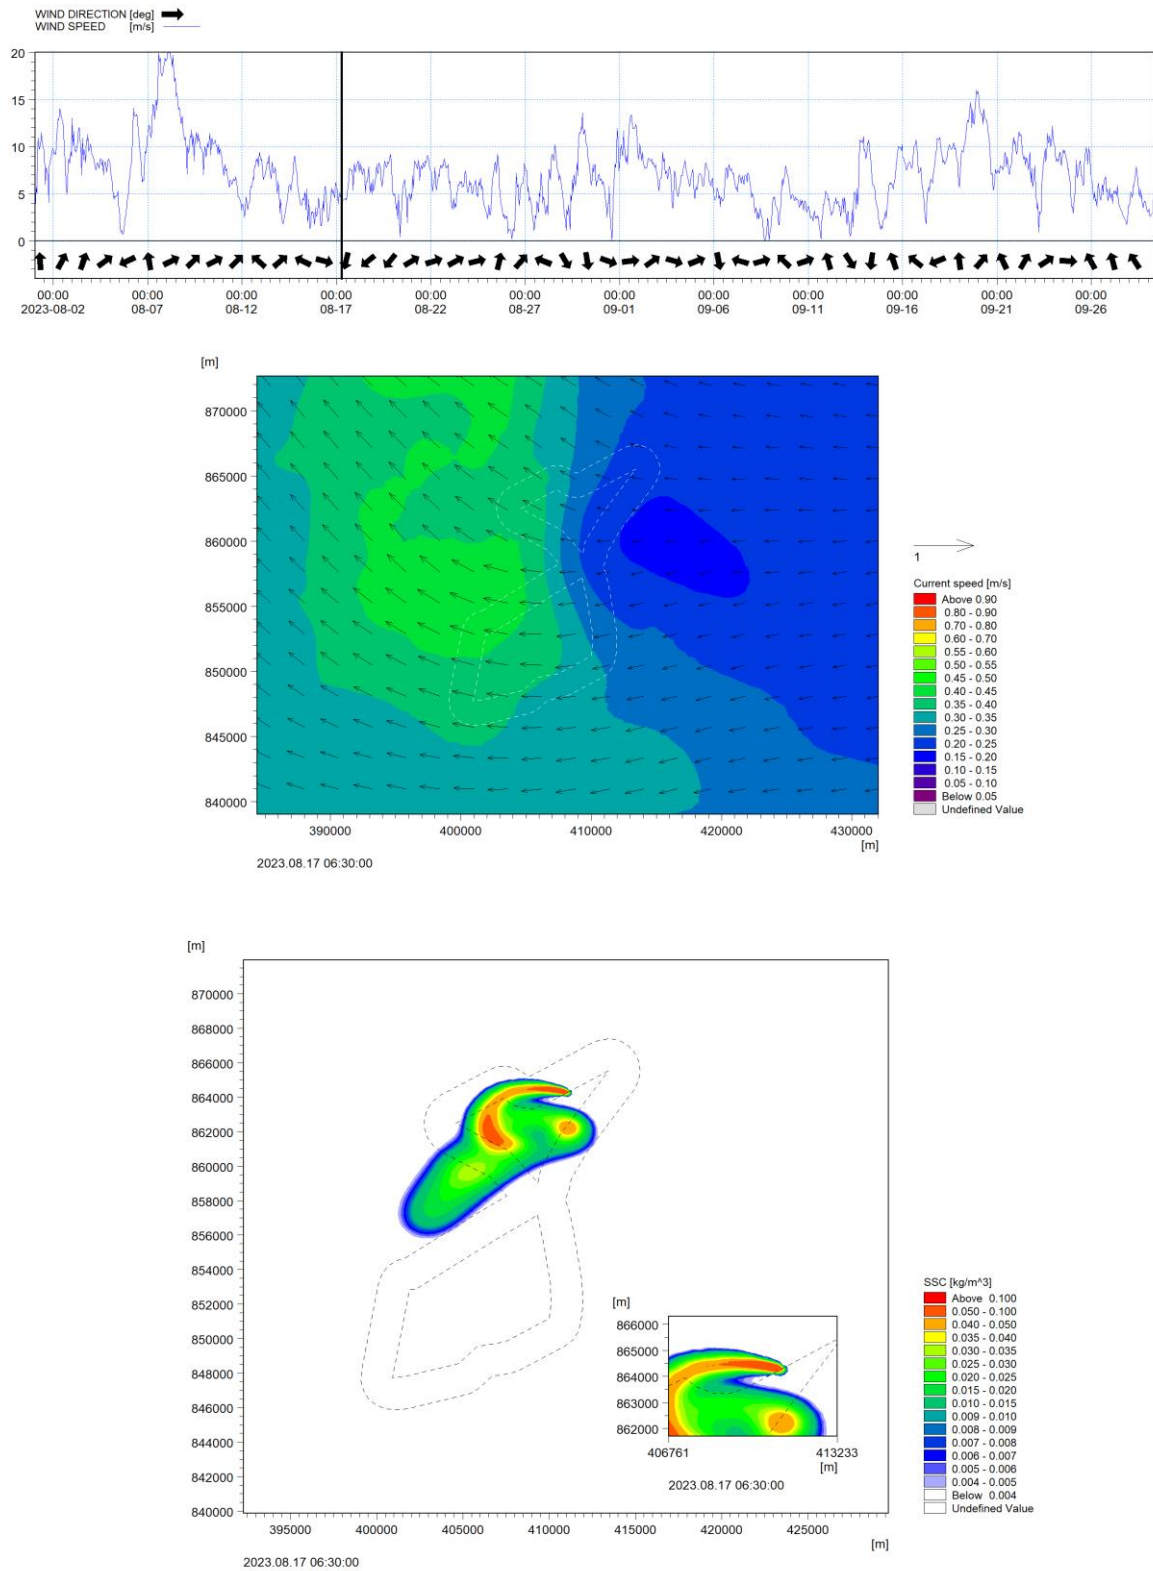 WIND DIRECTION [deg]
WIND SPEED [m/s]
20
15
10
5
0
00:00 00:00 00:00 00:00 00:00 00:00 00:00 00:00 00:00 00:00 00:00 00:00
2023-08-02 08-07 08-12 08-17 08-22 08-27 09-01 09-06 09-11 09-16 09-21 09-26
[m]
870000
865000
860000
855000
850000
845000
840000
390000 400000 410000 420000 430000
[m]
2023.08.17 06:30:00
1
Current speed [m/s]
Above 0.90
0.80 - 0.90
0.70 - 0.80
0.60 - 0.70
0.55 - 0.60
0.50 - 0.55
0.45 - 0.50
0.40 - 0.45
0.35 - 0.40
0.30 - 0.35
0.25 - 0.30
0.20 - 0.25
0.15 - 0.20
0.10 - 0.15
0.05 - 0.10
Below 0.05
Undefined Value
[m]
870000
868000
866000
864000
862000
860000
858000
856000
854000
852000
850000
848000
846000
844000
842000
840000
395000 400000 405000 410000 415000 420000 425000
[m]
2023.08.17 06:30:00
[m]
866000
865000
864000
863000
862000
406761 413233
[m]
2023.08.17 06:30:00
SSC [kg/m^3]
Above 0.100
0.050 - 0.100
0.040 - 0.050
0.035 - 0.040
0.030 - 0.035
0.025 - 0.030
0.020 - 0.025
0.015 - 0.020
0.010 - 0.015
0.009 - 0.010
0.008 - 0.009
0.007 - 0.008
0.006 - 0.007
0.005 - 0.006
0.004 - 0.005
Below 0.004
Undefined Value